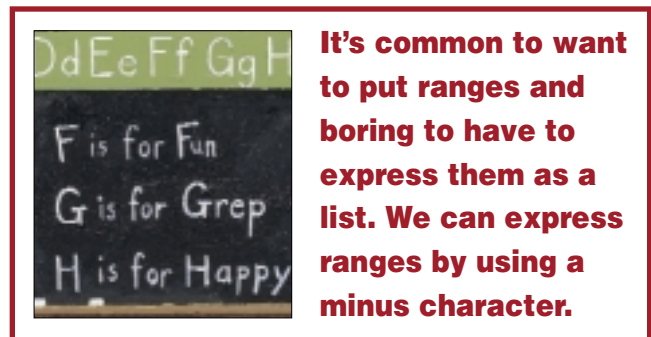 DdEeFfGgH
F is for Fun
G is for Grep
H is for Happy
It's common to want
to put ranges and
boring to have to
express them as a
list. We can express
ranges by using a
minus character.